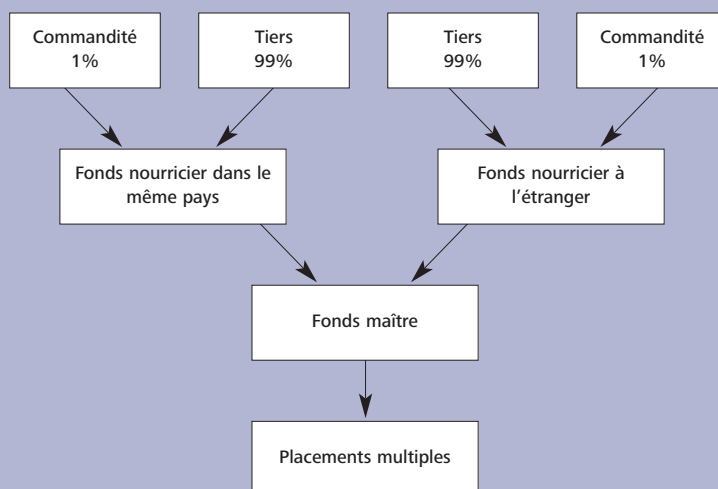 Commandité
1%
Tiers
99%
Tiers
99%
Commandité
1%
Fonds nourricier dans le
même pays
Fonds nourricier à
l'étranger
Fonds maître
Placements multiples